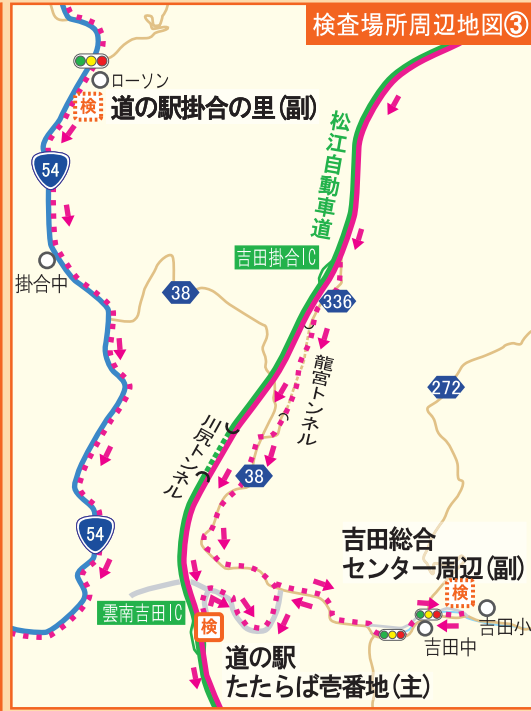 検査場所周辺地図③
ローソン
検
道の駅掛合の里(副)
松江自動車道
54
吉田掛合IC
掛合中
38
336
龍宮トンネル
272
川尻トンネル
38
54
吉田総合
センター周辺(副)
検
吉田小
雲南吉田IC
検
吉田中
道の駅
たたらば壱番地(主)